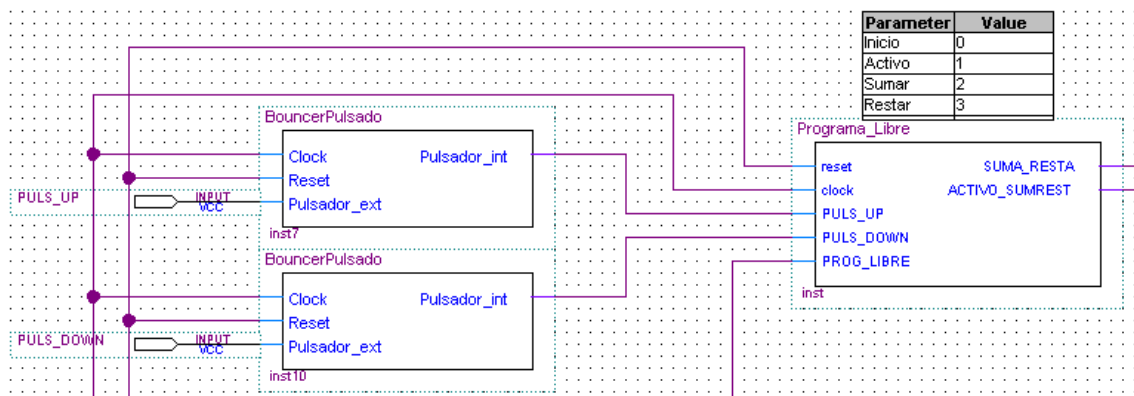 Parameter Value
Inicio 0
Activo 1
Sumar 2
Restar 3
BouncerPulsado
Clock Pulsador_int
Reset
Pulsador_ext
PULS_UP INPUT
VCC
inst7
BouncerPulsado
Clock Pulsador_int
Reset
Pulsador_ext
PULS_DOWN INPUT
VCC
inst10
Programa_Libre
reset SUMA_RESTA
clock ACTIVO_SUMREST
PULS_UP
PULS_DOWN
PROG_LIBRE
inst